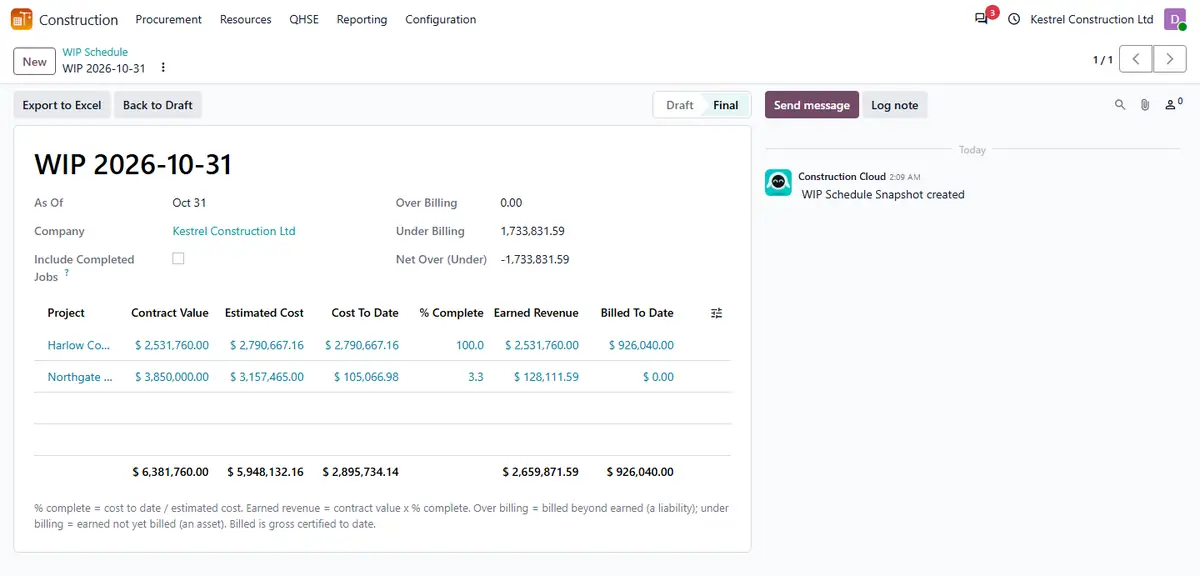 Construction Procurement Resources QHSE Reporting Configuration 3 Kestrel Construction Ltd D
New WIP Schedule
WIP 2026-10-31 1 / 1
Export to Excel Back to Draft Draft Final Send message Log note 0
WIP 2026-10-31
As Of Oct 31
Company Kestrel Construction Ltd
Include Completed Jobs ?
Over Billing 0.00
Under Billing 1,733,831.59
Net Over (Under) -1,733,831.59
Project Contract Value Estimated Cost Cost To Date % Complete Earned Revenue Billed To Date
Harlow Co... $ 2,531,760.00 $ 2,790,667.16 $ 2,790,667.16 100.0 $ 2,531,760.00 $ 926,040.00
Northgate ... $ 3,850,000.00 $ 3,157,465.00 $ 105,066.98 3.3 $ 128,111.59 $ 0.00
$ 6,381,760.00 $ 5,948,132.16 $ 2,895,734.14 $ 2,659,871.59 $ 926,040.00
% complete = cost to date / estimated cost. Earned revenue = contract value x % complete. Over billing = billed beyond earned (a liability); under
billing = earned not yet billed (an asset). Billed is gross certified to date.
Today
Construction Cloud 2:09 AM
WIP Schedule Snapshot created